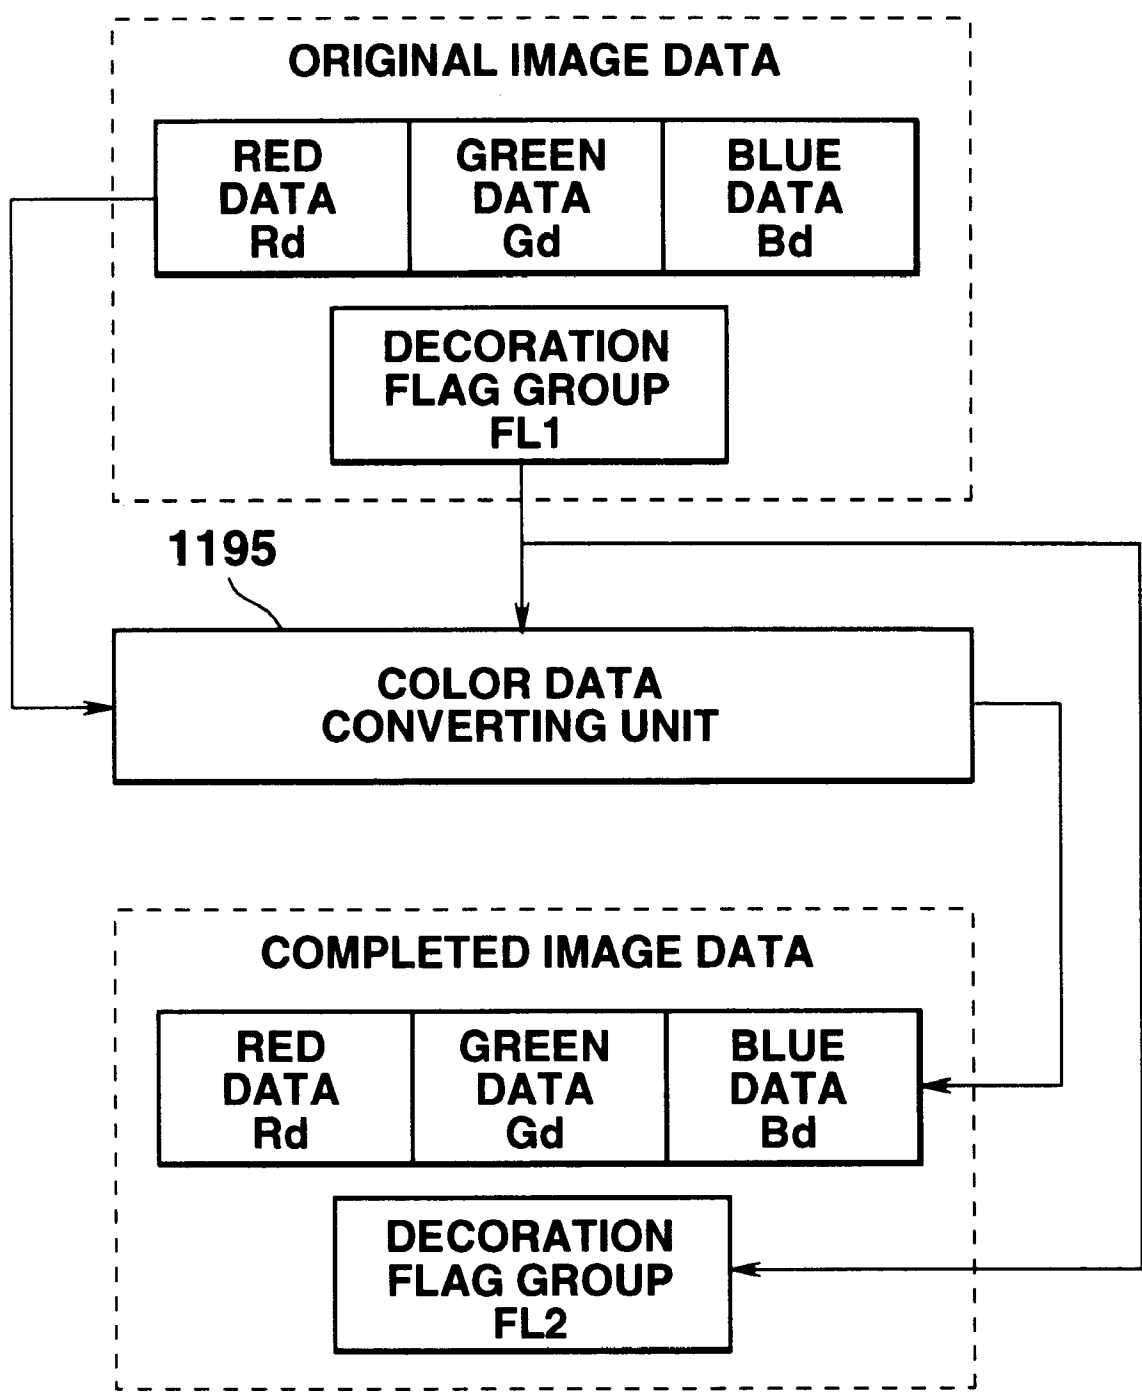 ORIGINAL IMAGE DATA
RED
DATA
Rd
GREEN
DATA
Gd
BLUE
DATA
Bd
DECORATION
FLAG GROUP
FL1
1195
COLOR DATA
CONVERTING UNIT
COMPLETED IMAGE DATA
RED
DATA
Rd
GREEN
DATA
Gd
BLUE
DATA
Bd
DECORATION
FLAG GROUP
FL2